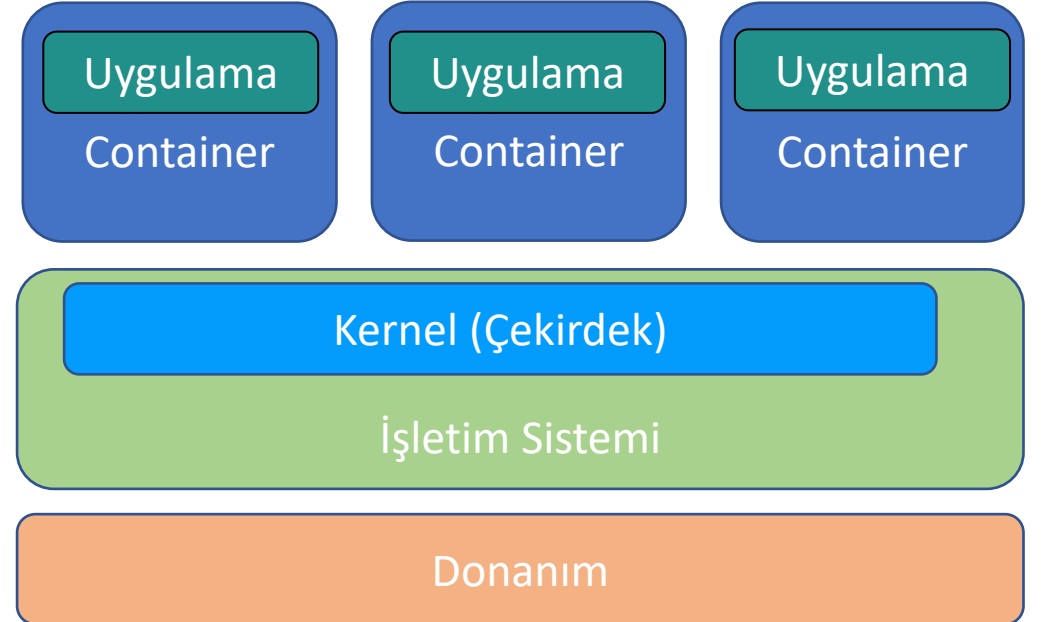 Uygulama
Uygulama
Uygulama
Container
Container
Container
Kernel (Çekirdek)
İşletim Sistemi
Donanım